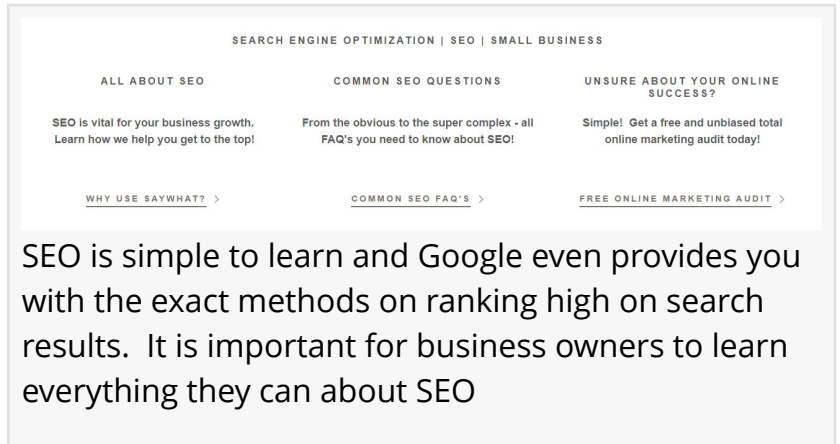 SEARCH ENGINE OPTIMIZATION | SEO | SMALL BUSINESS
ALL ABOUT SEO
SEO is vital for your business growth.
Learn how we help you get to the top!
WHY USE SAYWHAT? >
COMMON SEO QUESTIONS
From the obvious to the super complex - all
FAQ's you need to know about SEO!
COMMON SEO FAQ'S >
UNSURE ABOUT YOUR ONLINE
SUCCESS?
Simple! Get a free and unbiased total
online marketing audit today!
FREE ONLINE MARKETING AUDIT >
SEO is simple to learn and Google even provides you
with the exact methods on ranking high on search
results. It is important for business owners to learn
everything they can about SEO